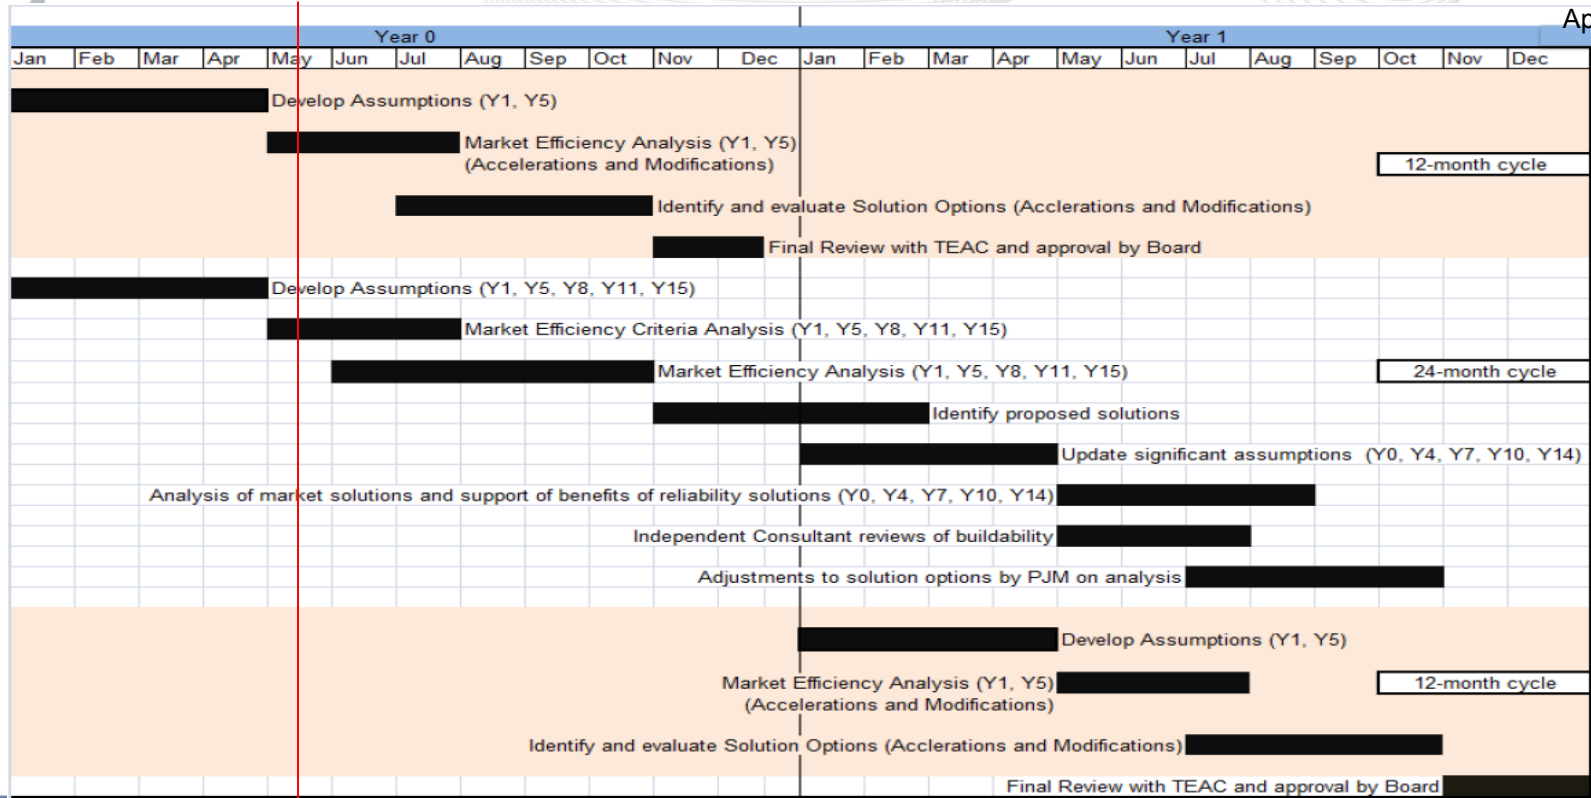 Ap
Year 0 Year 1
Jan Feb Mar Apr May Jun Jul Aug Sep Oct Nov Dec Jan Feb Mar Apr May Jun Jul Aug Sep Oct Nov Dec
Develop Assumptions (Y1, Y5)
Market Efficiency Analysis (Y1, Y5)
(Accelerations and Modifications)
12-month cycle
Identify and evaluate Solution Options (Acclerations and Modifications)
Final Review with TEAC and approval by Board
Develop Assumptions (Y1, Y5, Y8, Y11, Y15)
Market Efficiency Criteria Analysis (Y1, Y5, Y8, Y11, Y15)
Market Efficiency Analysis (Y1, Y5, Y8, Y11, Y15)
24-month cycle
Identify proposed solutions
Update significant assumptions (Y0, Y4, Y7, Y10, Y14)
Analysis of market solutions and support of benefits of reliability solutions (Y0, Y4, Y7, Y10, Y14)
Independent Consultant reviews of buildability
Adjustments to solution options by PJM on analysis
Develop Assumptions (Y1, Y5)
Market Efficiency Analysis (Y1, Y5)
(Accelerations and Modifications)
12-month cycle
Identify and evaluate Solution Options (Acclerations and Modifications)
Final Review with TEAC and approval by Board